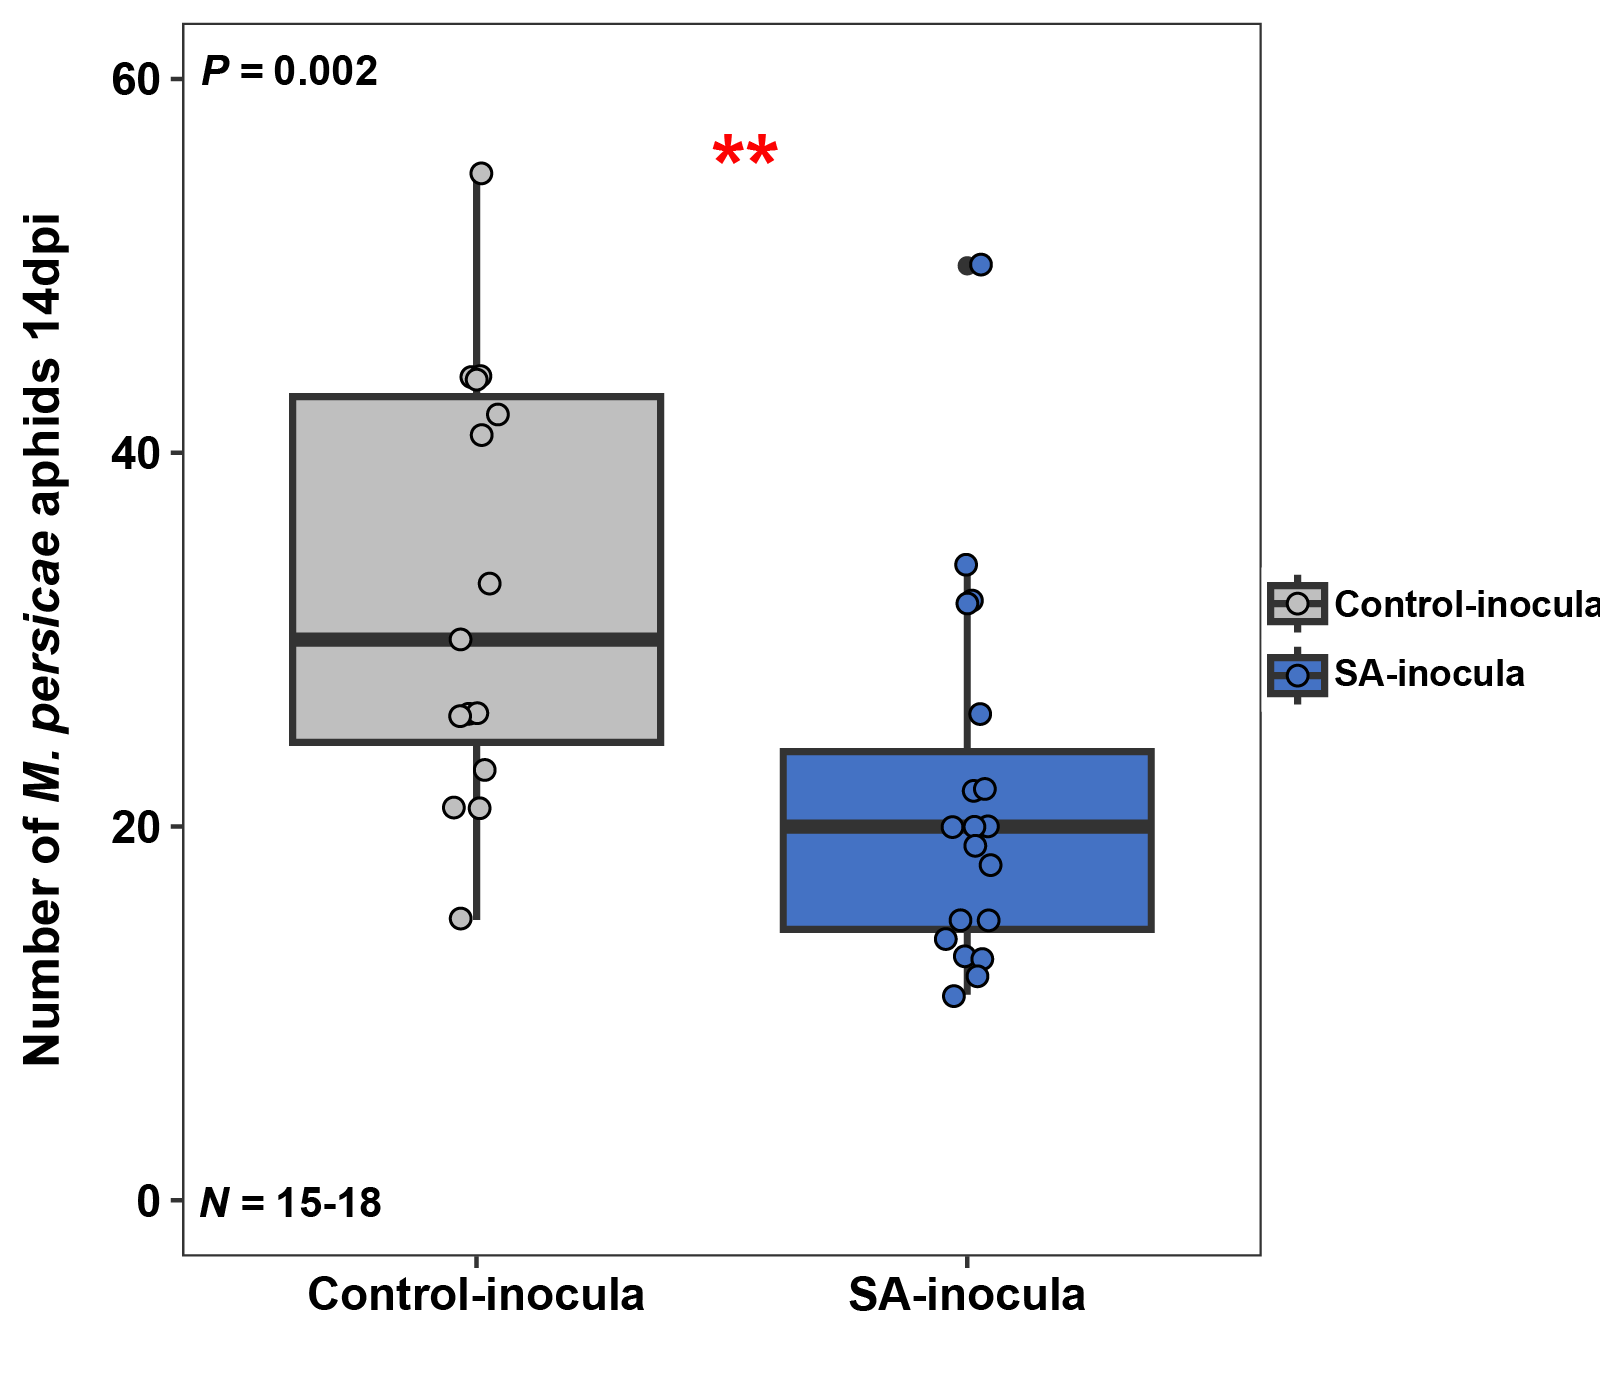 Number of M. persicae aphids 14dpi
60
40
20
0
P = 0.002
**
N = 15-18
Control-inocula
SA-inocula
Control-inocula
SA-inocula